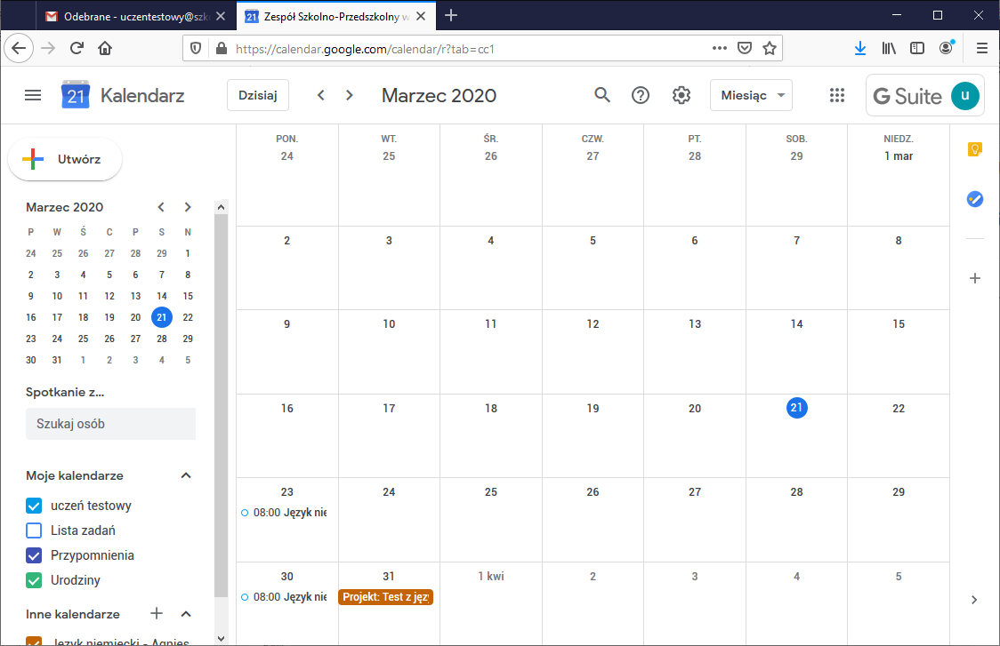 Odebrane - uczentestowy@szk
Zespół Szkolno-Przedszkolny w
https://calendar.google.com/calendar/r?tab=cc1
21 Kalendarz
Dzisiaj
Marzec 2020
Miesiąc
G Suite
u
Utwórz
Marzec 2020
P W Ś C P S N
24 25 26 27 28 29 1
2 3 4 5 6 7 8
9 10 11 12 13 14 15
16 17 18 19 20 21 22
23 24 25 26 27 28 29
30 31 1 2 3 4 5
Spotkanie z...
Szukaj osób
Moje kalendarze
uczeń testowy
Lista zadań
Przypomnienia
Urodziny
Inne kalendarze
Język niemiecki - Agnies
PON. WT. ŚR. CZW. PT. SOB. NIEDZ.
24 25 26 27 28 29 1 mar
2 3 4 5 6 7 8
9 10 11 12 13 14 15
16 17 18 19 20 21 22
23 24 25 26 27 28 29
08:00 Język nie
30 31 1 kwi 2 3 4 5
08:00 Język nie
Projekt: Test z języ